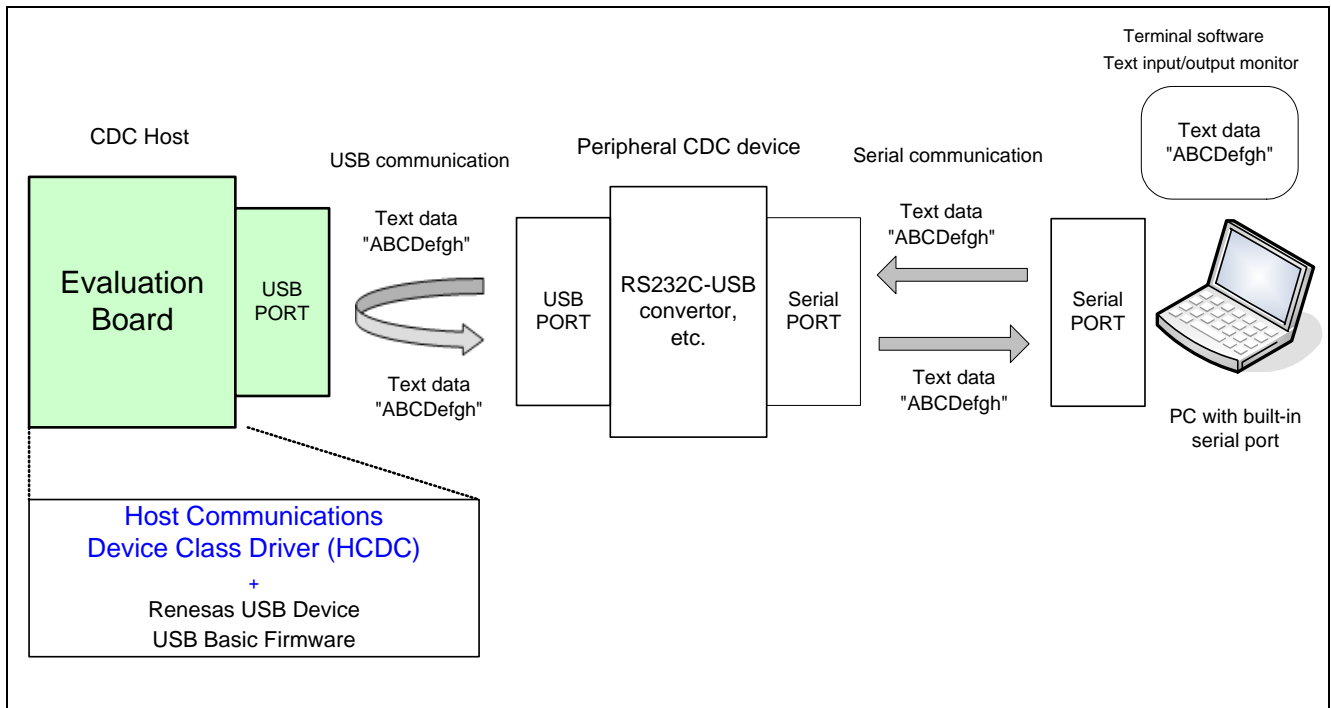 Terminal software
Text input/output monitor
Text data
"ABCDefgh"
CDC Host
USB communication
Peripheral CDC device
Serial communication
Evaluation
Board
USB
PORT
Text data
"ABCDefgh"
Text data
"ABCDefgh"
USB
PORT
RS232C-USB
convertor,
etc.
Serial
PORT
Text data
"ABCDefgh"
Text data
"ABCDefgh"
Serial
PORT
PC with built-in
serial port
Host Communications
Device Class Driver (HCDC)
+
Renesas USB Device
USB Basic Firmware